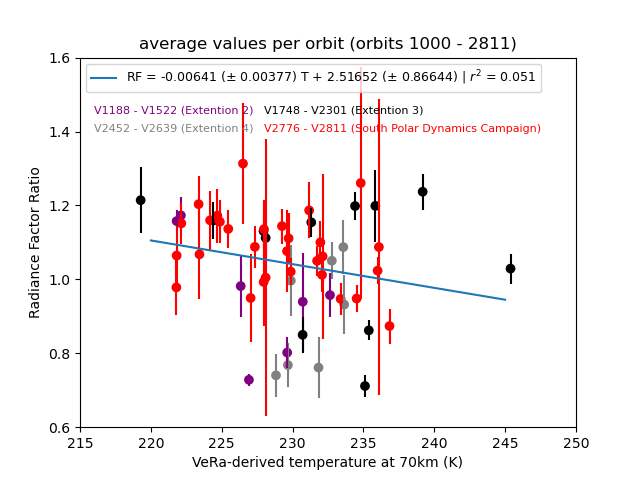 average values per orbit (orbits 1000 - 2811)
RF = -0.00641 (± 0.00377) T + 2.51652 (± 0.86644) | r² = 0.051
V1188 - V1522 (Extention 2) V1748 - V2301 (Extention 3)
V2452 - V2639 (Extention 4) V2776 - V2811 (South Polar Dynamics Campaign)
1.6
1.4
1.2
1.0
0.8
0.6
Radiance Factor Ratio
215 220 225 230 235 240 245 250
VeRa-derived temperature at 70km (K)